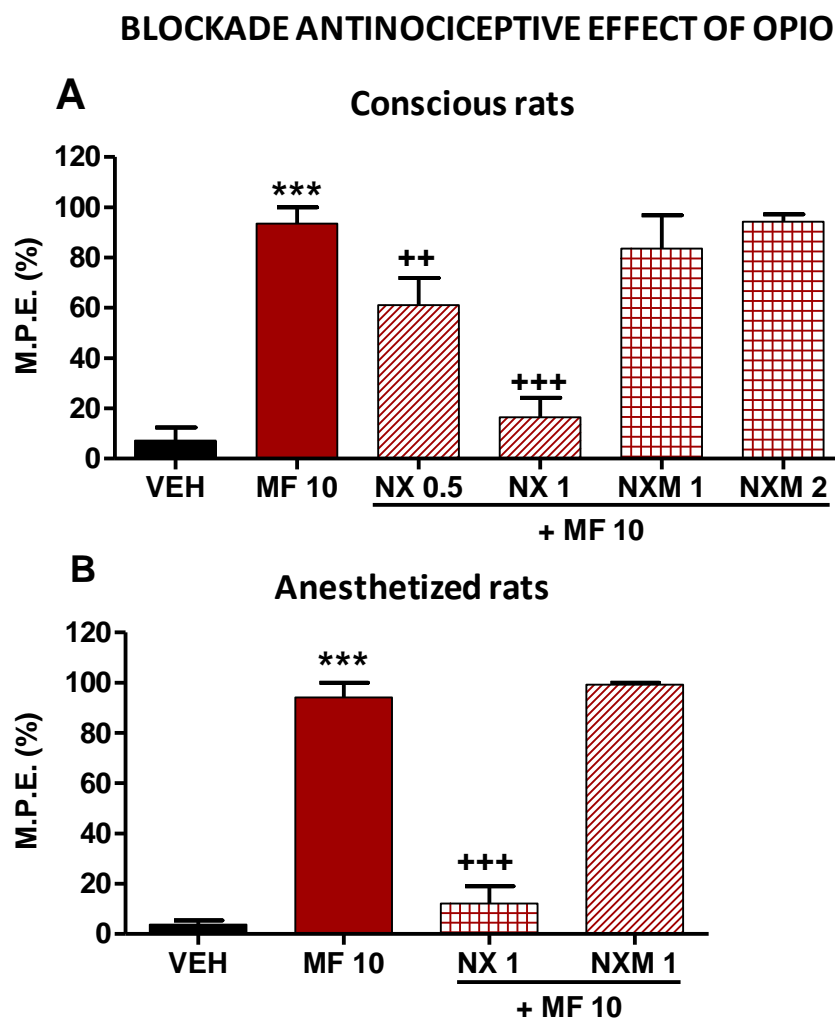 BLOCKADE ANTINOCICEPTIVE EFFECT OF OPIO
A
Conscious rats
120
100
80
60
40
20
0
M.P.E. (%)
***
++
+++
VEH MF 10 NX 0.5 NX 1 NXM 1 NXM 2
+ MF 10
B
Anesthetized rats
120
100
80
60
40
20
0
M.P.E. (%)
***
+++
VEH MF 10 NX 1 NXM 1
+ MF 10